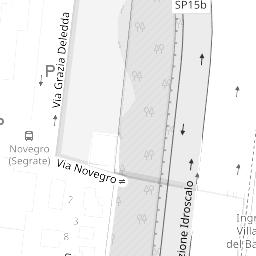 SP15b
Via Grazia Deledda
P
Novegro
(Segrate)
Via Novegro
zione Idroscalo
Ingr
Villa
del Ba
7
8